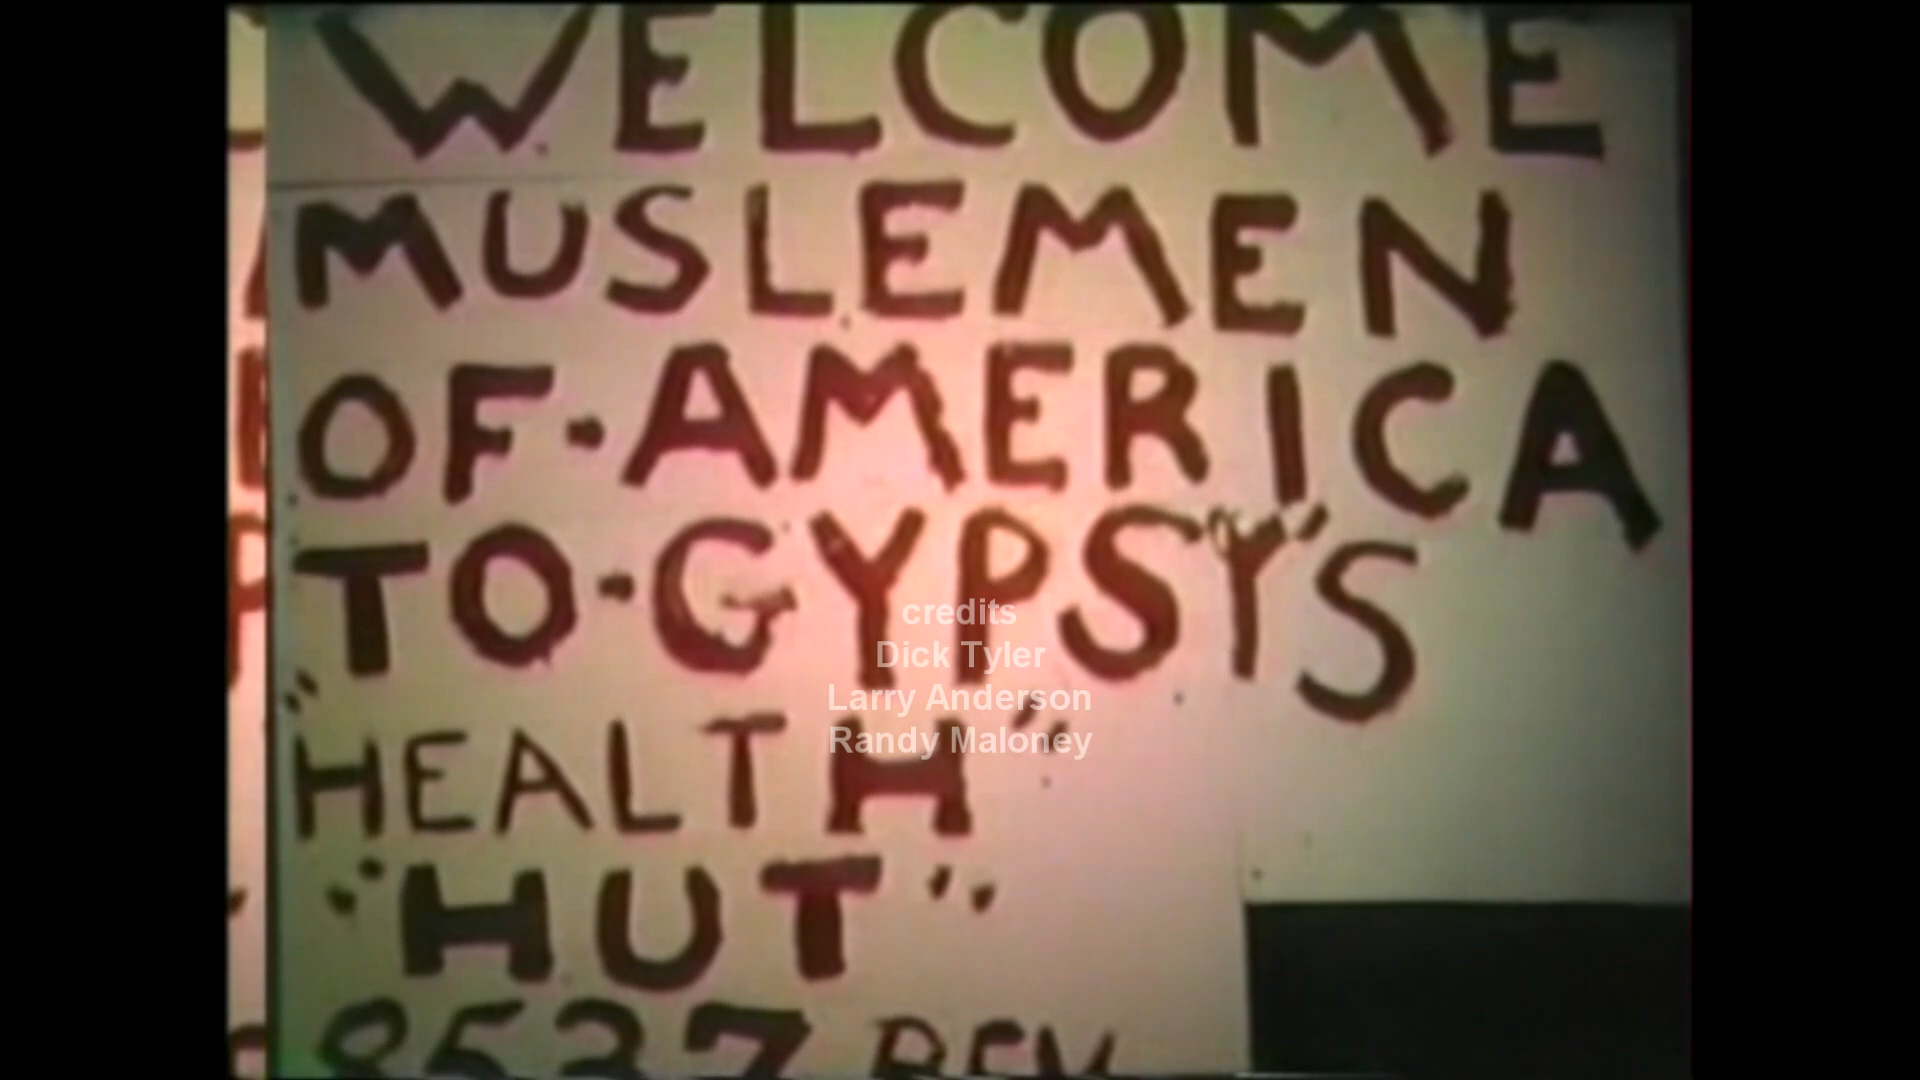 WELCOME
MUSLEMEN
OF-AMERICA
TO-GYPSY'S
"HEALTH"
"HUT"
credits
Dick Tyler
Larry Anderson
Randy Maloney